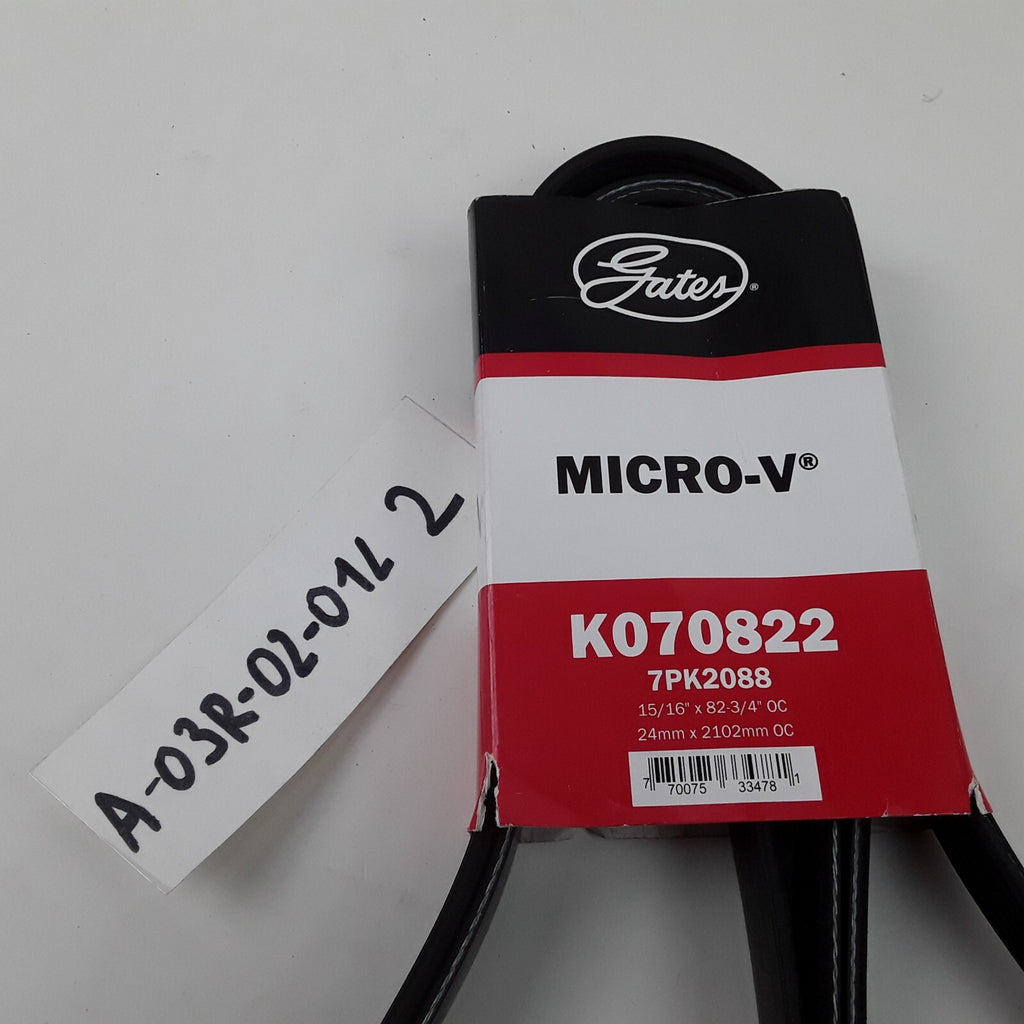 Gates®
MICRO-V®
K070822
7PK2088
15/16" x 82-3/4" OC
24mm x 2102mm OC
7 70075 33478 1
A-03R-02-01L 2